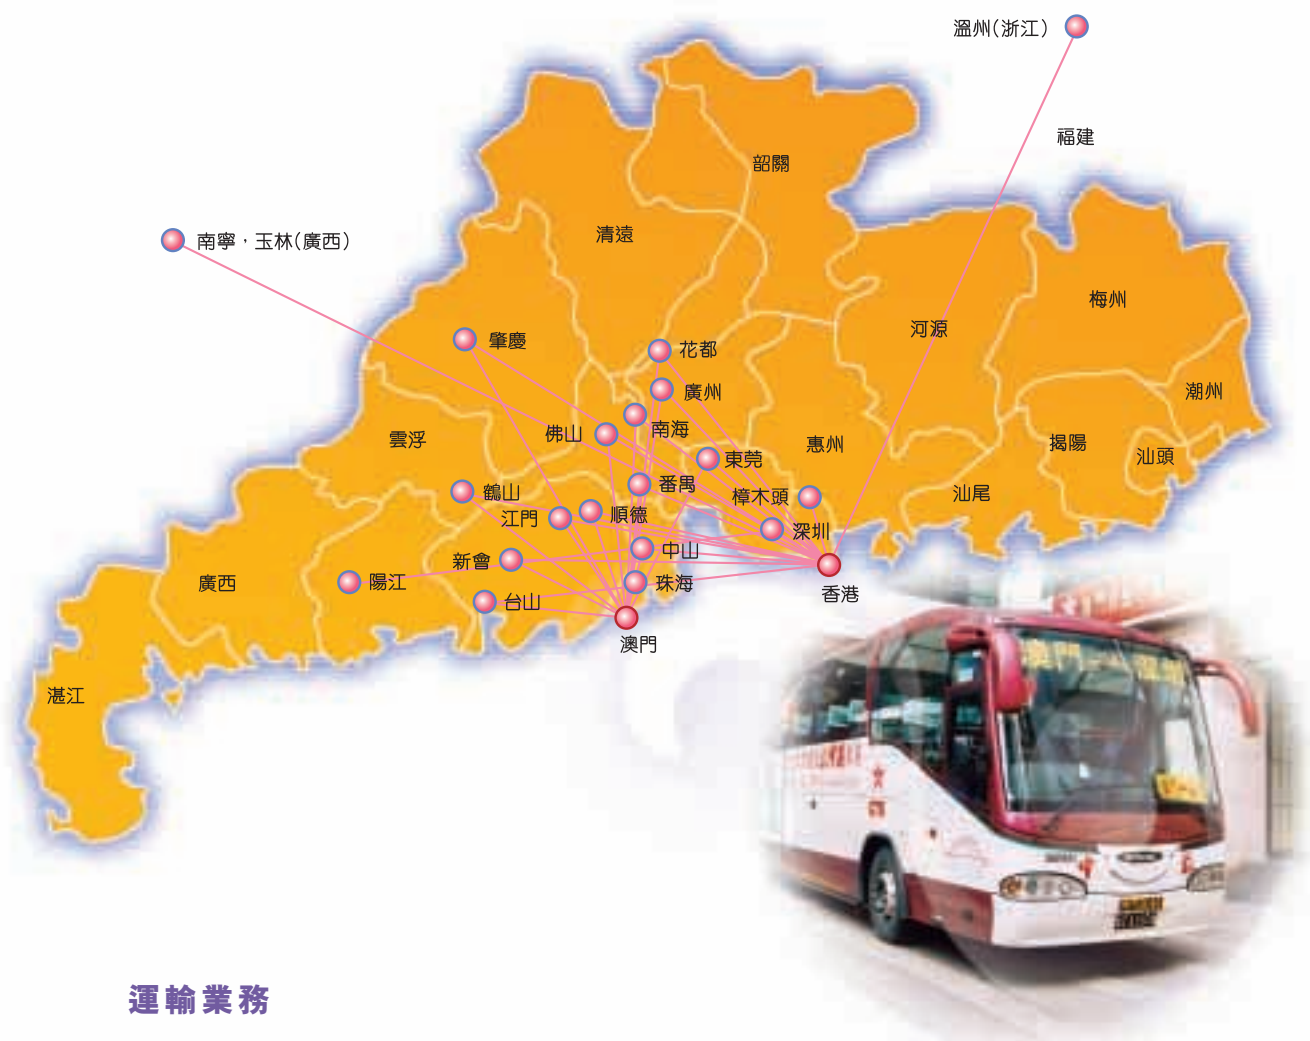 溫州(浙江)
福建
韶關
清遠
南寧，玉林(廣西)
梅州
河源
肇慶
花都
廣州
潮州
南海
佛山
雲浮
惠州
揭陽
汕頭
東莞
番禺
樟木頭
鶴山
汕尾
江門
順德
深圳
中山
新會
陽江
廣西
珠海
台山
香港
澳門
湛江
運輸業務